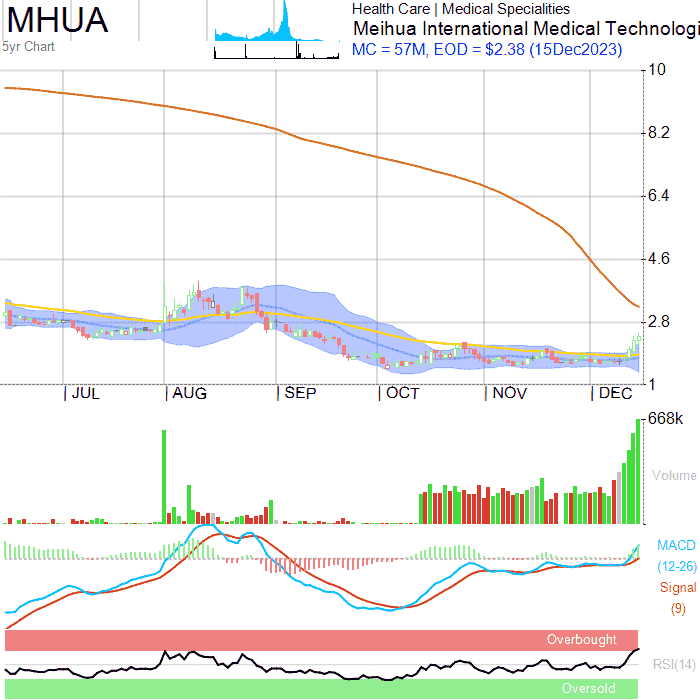 MHUA
5yr Chart
Health Care | Medical Specialities
Meihua International Medical Technologi
MC = 57M, EOD = $2.38 (15Dec2023)
10
8.2
6.4
4.6
2.8
1
JUL AUG SEP OCT NOV DEC
668k
Volume
MACD
(12-26)
Signal
(9)
Overbought
RSI(14)
Oversold